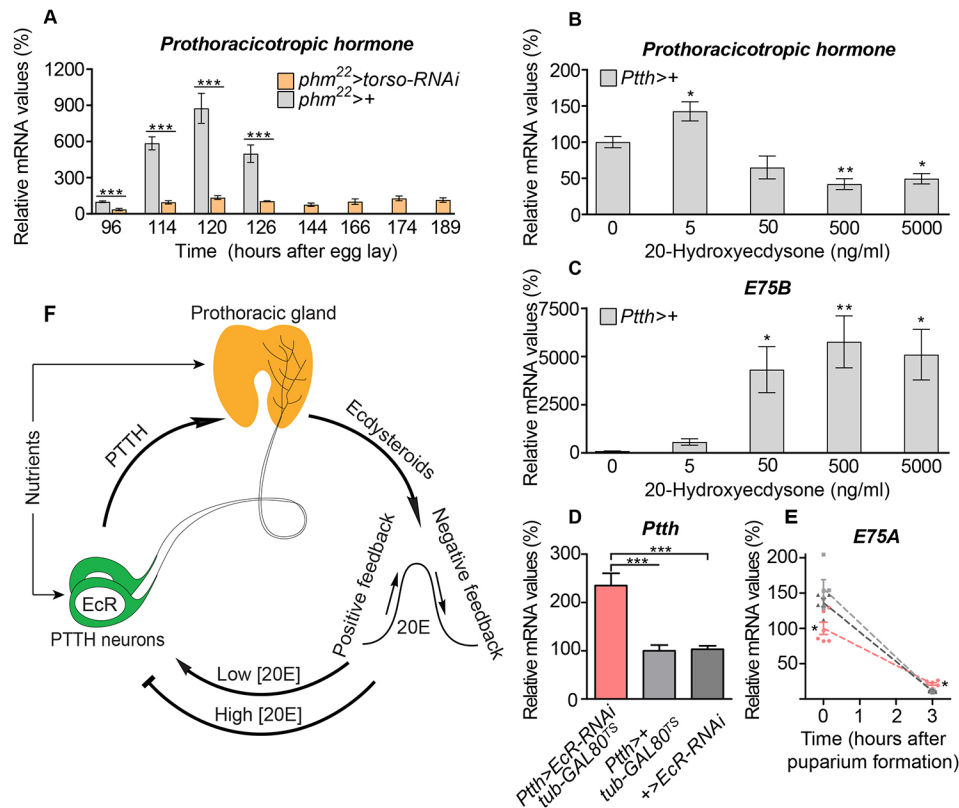 A
Prothoracicotropic hormone
Relative mRNA values (%)
1200
900
600
300
0
phm²²>torso-RNAi
phm²²>+
***
***
***
***
96 114 120 126 144 166 174 189
Time (hours after egg lay)
B
Prothoracicotropic hormone
Relative mRNA values (%)
200
150
100
50
0
Ptth>+
*
**
*
0 5 50 500 5000
20-Hydroxyecdysone (ng/ml)
C
E75B
Relative mRNA values (%)
7500
5000
2500
0
Ptth>+
*
**
*
0 5 50 500 5000
20-Hydroxyecdysone (ng/ml)
F
Prothoracic gland
Nutrients
PTTH
Ecdysteroids
EcR
PTTH neurons
Positive feedback
Negative feedback
20E
Low [20E]
High [20E]
D
Ptth
Relative mRNA values (%)
300
200
100
0
***
***
Ptth>EcR-RNAi
tub-GAL80ᵀˢ
Ptth>+
tub-GAL80ᵀˢ
+>EcR-RNAi
E
E75A
Relative mRNA values (%)
200
150
100
50
*
*
0 1 2 3
Time (hours after
puparium formation)